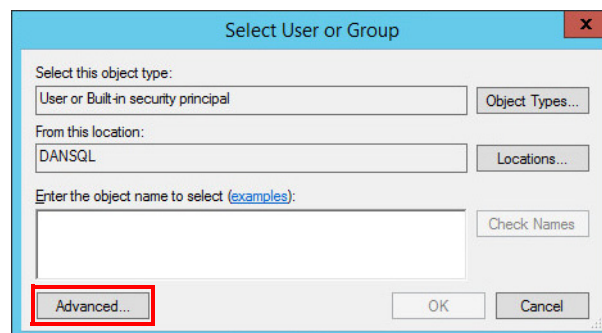 Select User or Group
x
Select this object type:
User or Built-in security principal
Object Types...
From this location:
DANSQL
Locations...
Enter the object name to select (examples):
Check Names
Advanced...
OK
Cancel